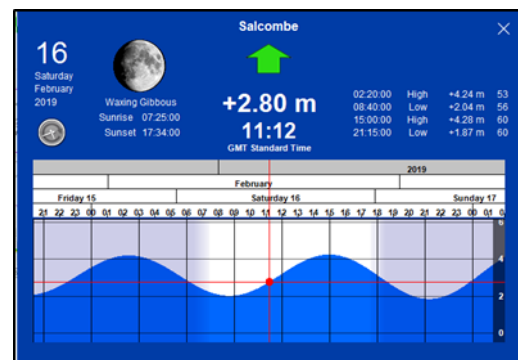 Salcombe
16
Saturday
February
2019
Waxing Gibbous
Sunrise 07:25:00
Sunset 17:34:00
+2.80 m
11:12
GMT Standard Time
02:20:00 High +4.24 m 53
08:40:00 Low +2.04 m 56
15:00:00 High +4.28 m 60
21:15:00 Low +1.87 m 60
2019
February
Friday 15 Saturday 16 Sunday 17
21 22 23 00 01 02 03 04 05 06 07 08 09 10 11 12 13 14 15 16 17 18 19 20 21 22 23 00 01
6
4
2
0